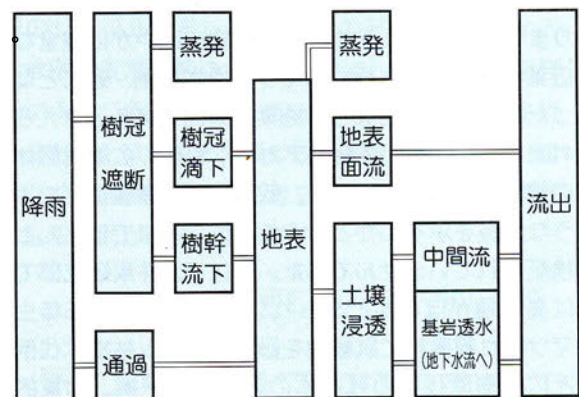 降雨
樹冠
遮断
通過
蒸発
樹冠
滴下
樹幹
流下
地表
蒸発
地表
面流
土壌
浸透
中間流
基岩透水
(地下水流へ)
流出